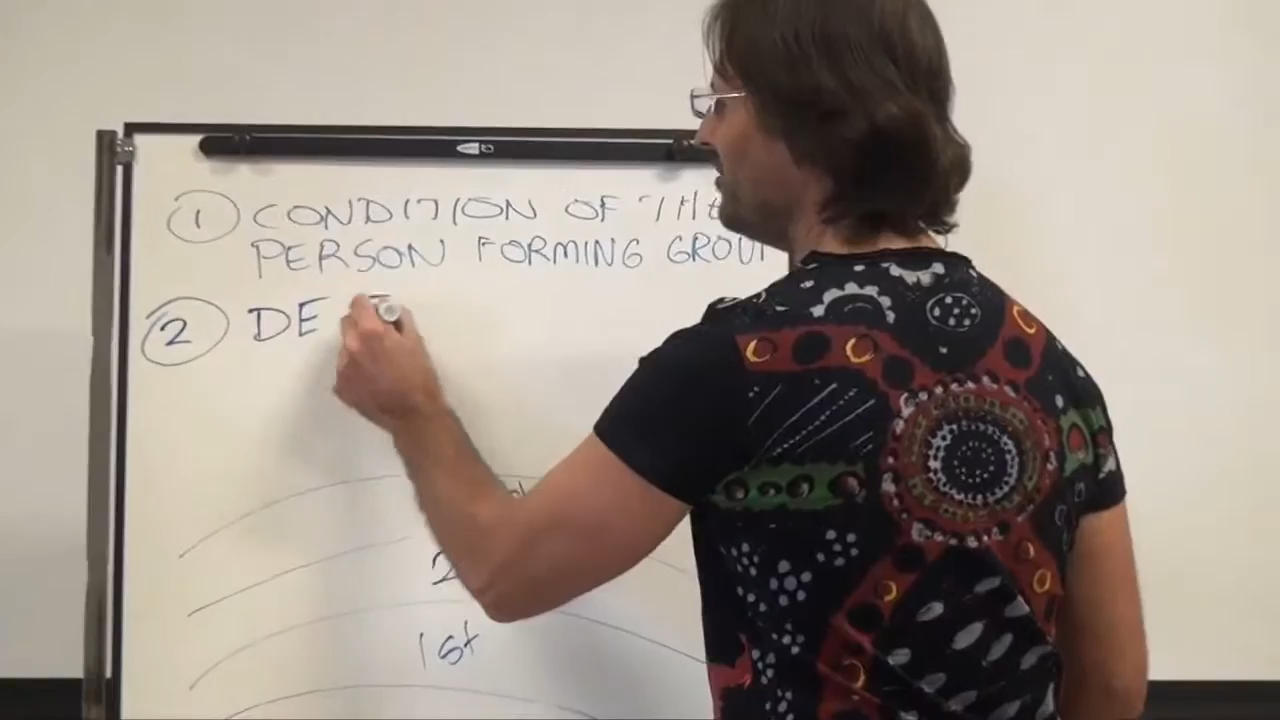 1 CONDITION OF THE
PERSON FORMING GROUP
2 DE
2
1st